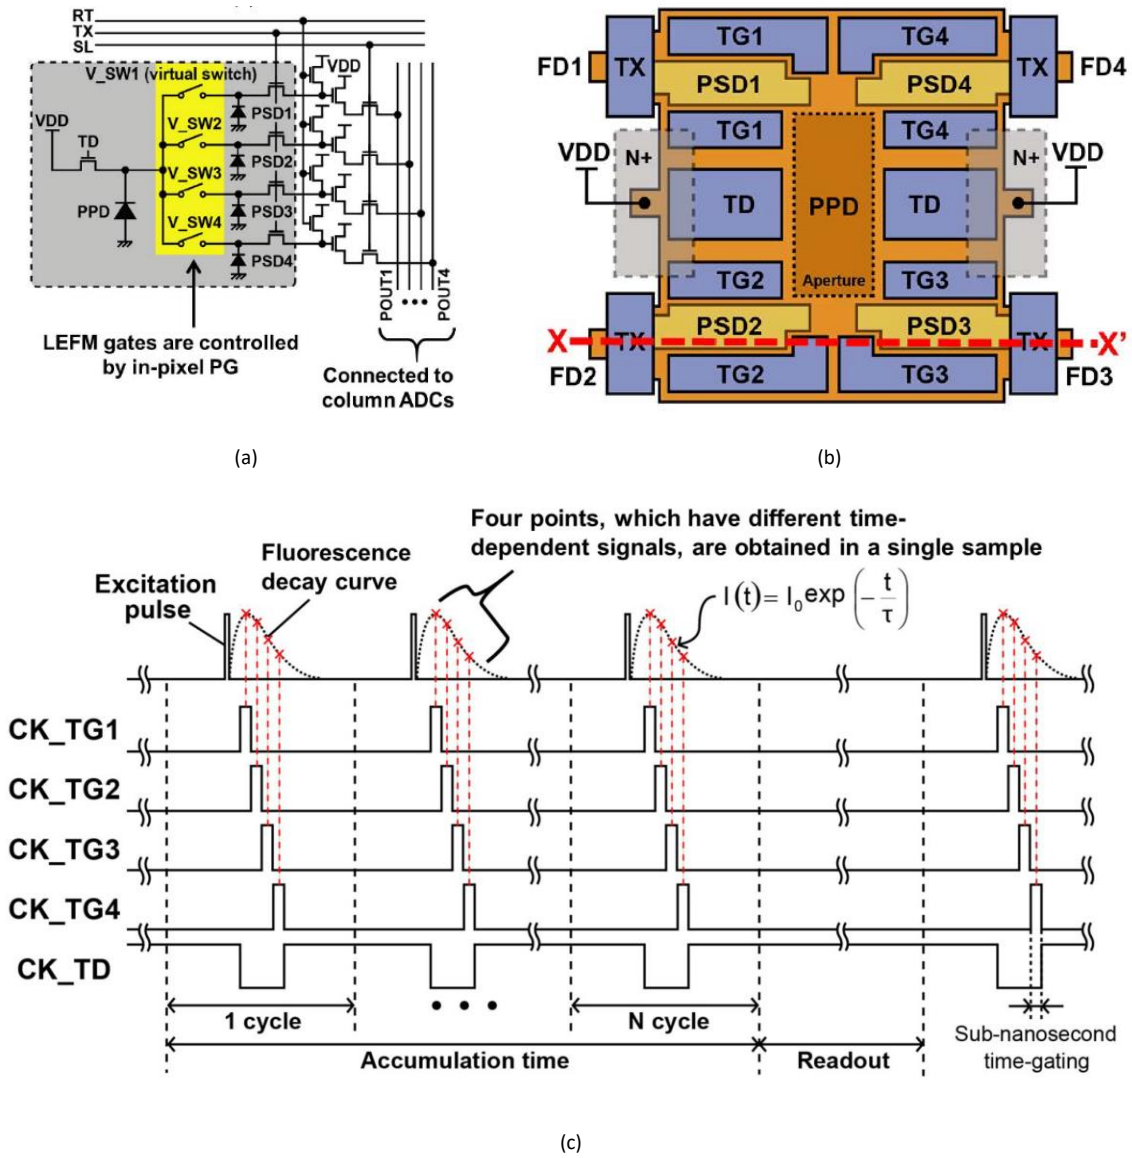 RT
TX
SL
V_SW1 (virtual switch)
VDD
PSD1
VDD
V_SW2
TD
PSD2
V_SW3
PPD
PSD3
V_SW4
PSD4
POUT1
POUT4
LEFM gates are controlled
by in-pixel PG
Connected to
column ADCs
(a)
TG1
TG4
FD1
TX
TX
FD4
PSD1
PSD4
TG1
TG4
VDD
N+
N+
VDD
TD
PPD
TD
Aperture
TG2
TG3
PSD2
PSD3
X
TX
TX
X'
FD2
TG2
TG3
FD3
(b)
Four points, which have different time-
dependent signals, are obtained in a single sample
Fluorescence
decay curve
Excitation
pulse
I(t) = I₀ exp (− t/τ)
CK_TG1
CK_TG2
CK_TG3
CK_TG4
CK_TD
1 cycle
N cycle
Accumulation time
Readout
Sub-nanosecond
time-gating
(c)